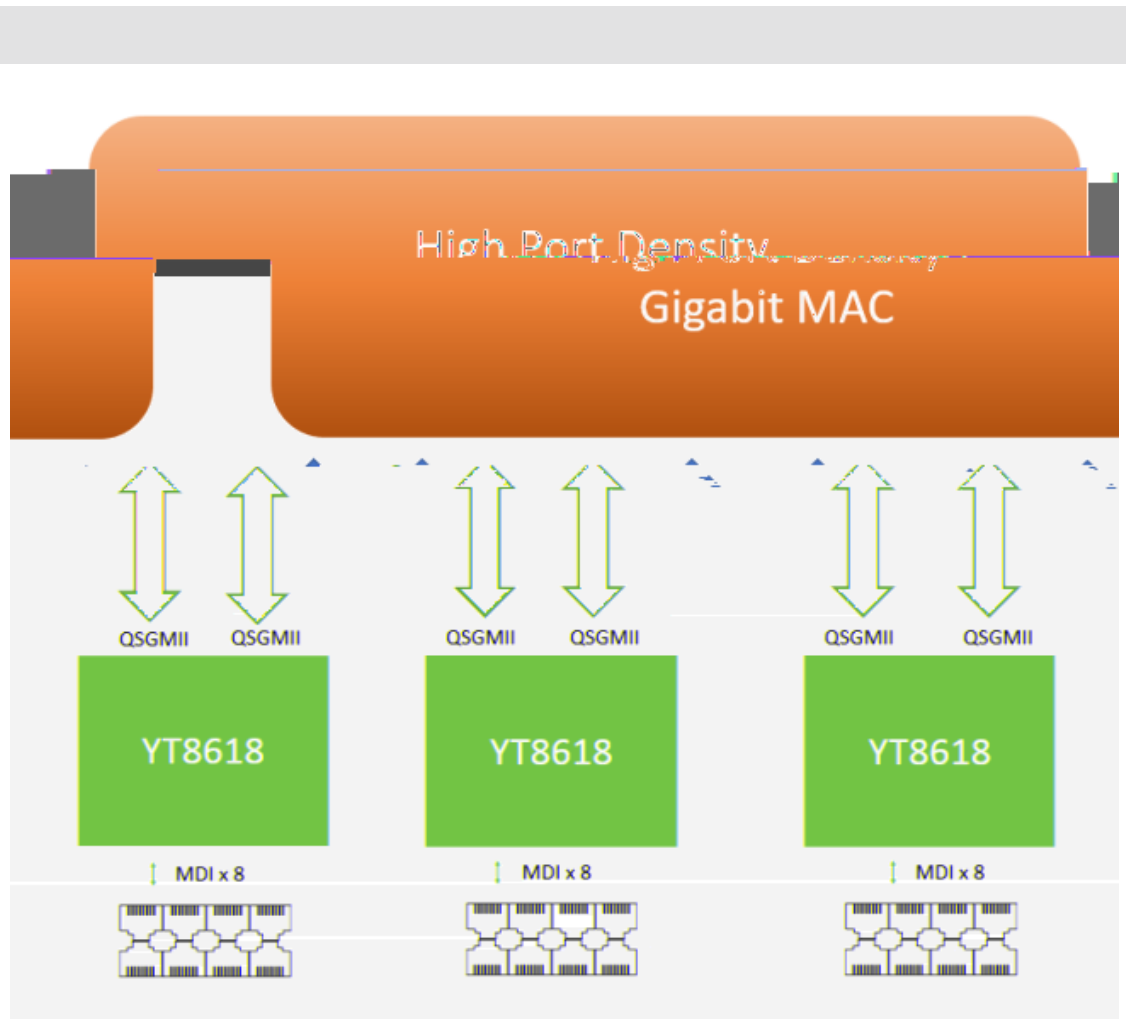 High Port Density
Gigabit MAC
QSGMII QSGMII QSGMII QSGMII QSGMII QSGMII
YT8618 YT8618 YT8618
MDI x 8 MDI x 8 MDI x 8